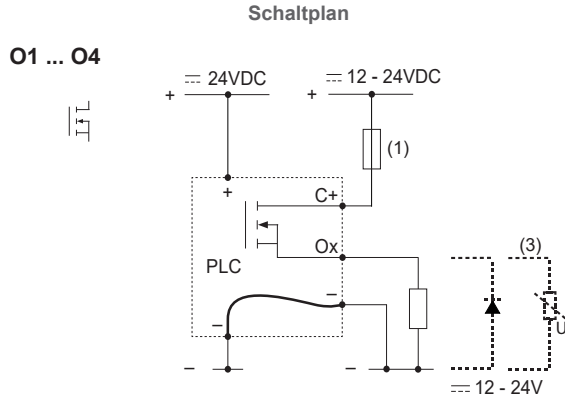 Schaltplan
O1 ... O4
24VDC
12 - 24VDC
+
+
(1)
+
C+
Ox
PLC
(3)
–
–
U
–
–
12 - 24V